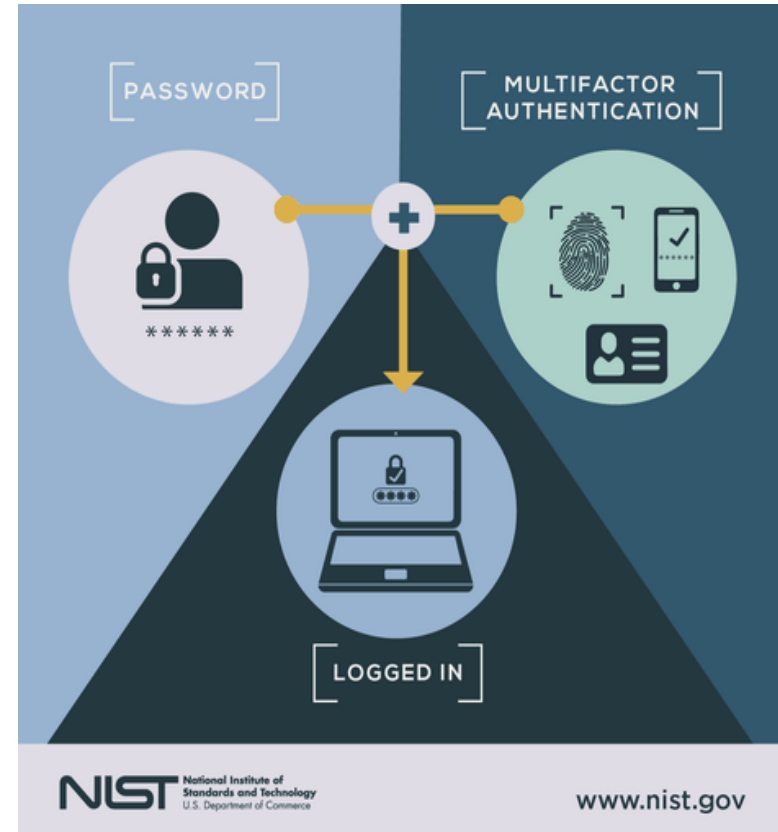 PASSWORD
MULTIFACTOR
AUTHENTICATION
******
******
****
LOGGED IN
NIST
National Institute of
Standards and Technology
U.S. Department of Commerce
www.nist.gov